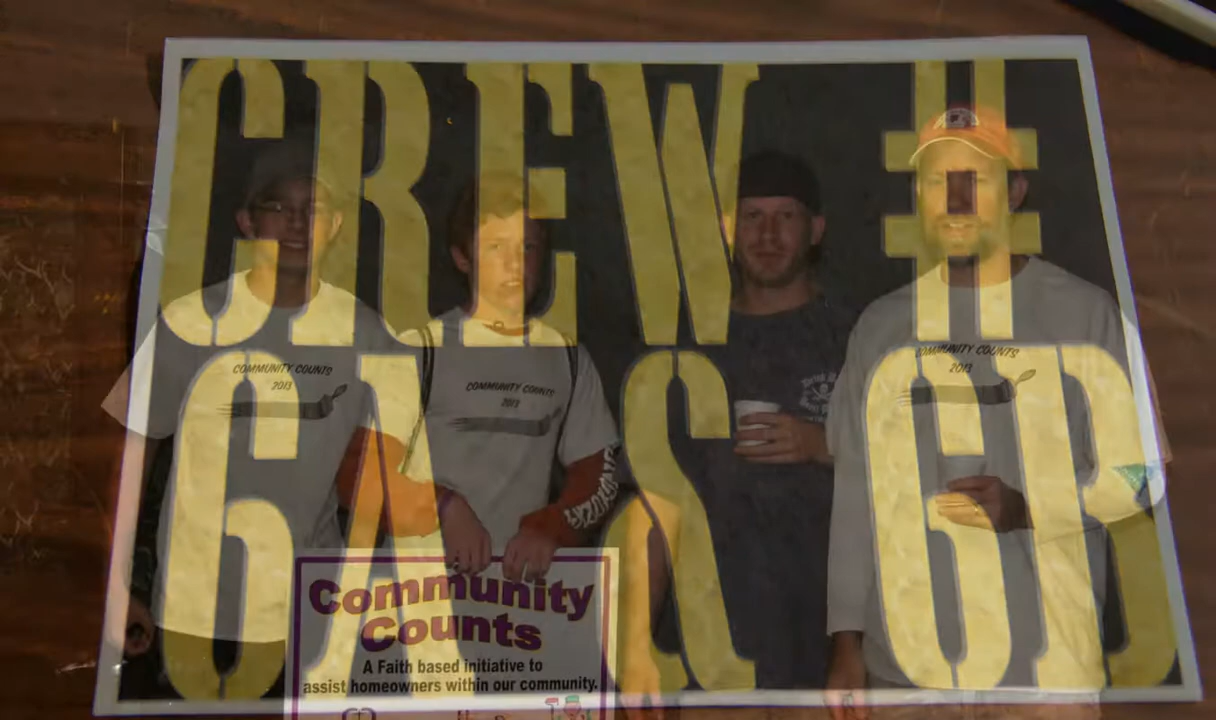 CREW #
6A & 6B
COMMUNITY COUNTS
2013
COMMUNITY COUNTS
2013
COMMUNITY COUNTS
2013
Community
Counts
A Faith based initiative to
assist homeowners within our community.